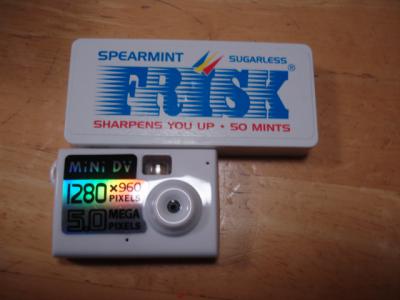 SPEARMINT SUGARLESS
FRISK®
SHARPENS YOU UP • 50 MINTS
MiNi DV
1280 × 960 PIXELS
5.0 MEGA PIXELS